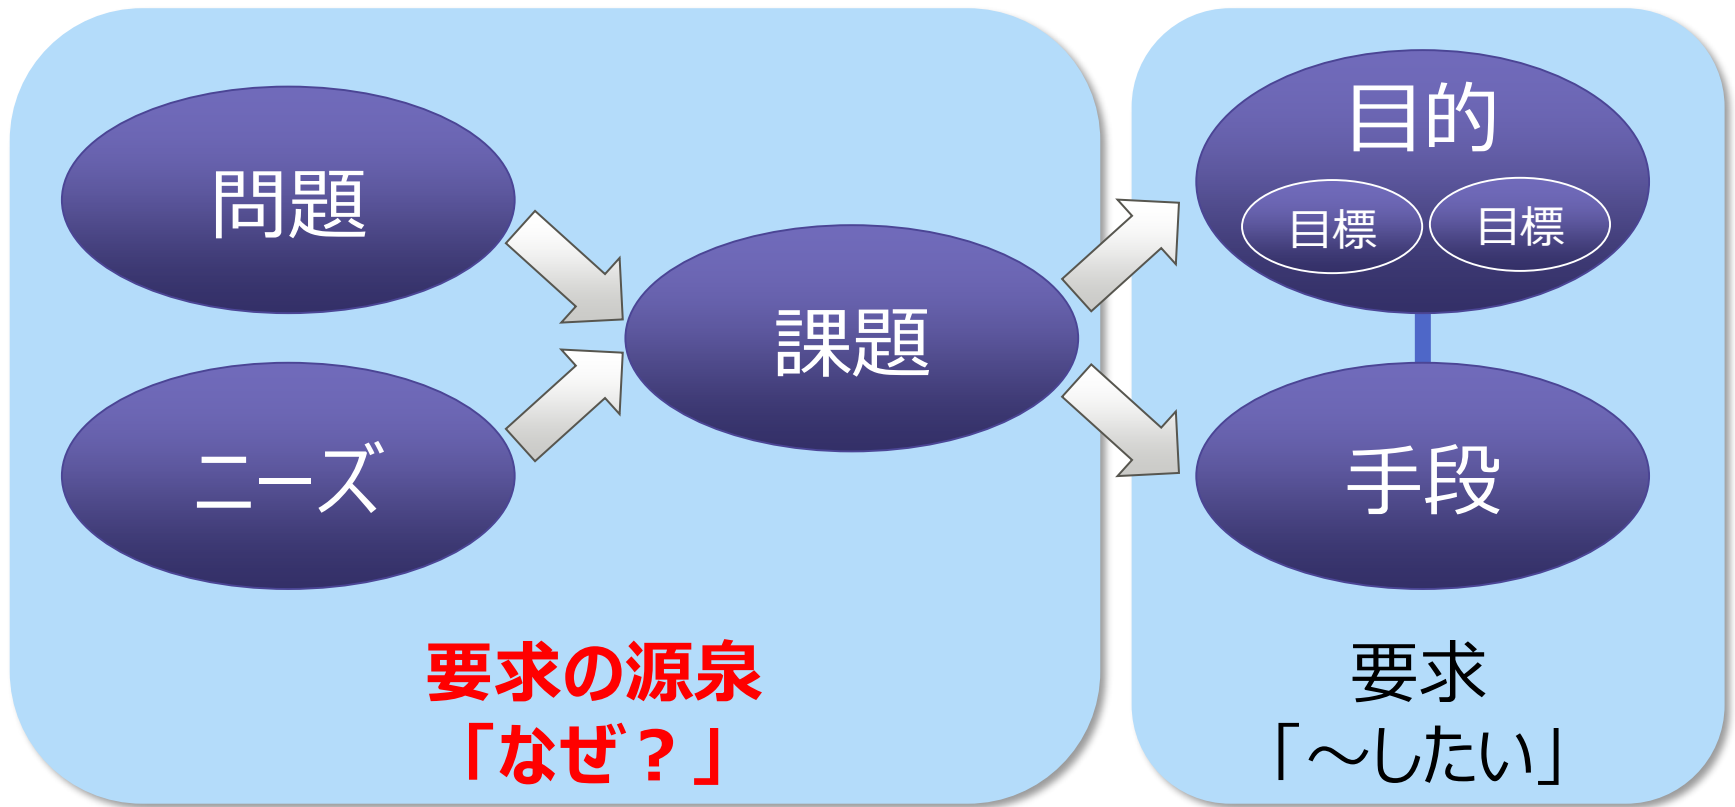 問題
ニーズ
課題
要求の源泉
「なぜ？」
目的
目標
目標
手段
要求
「～したい」